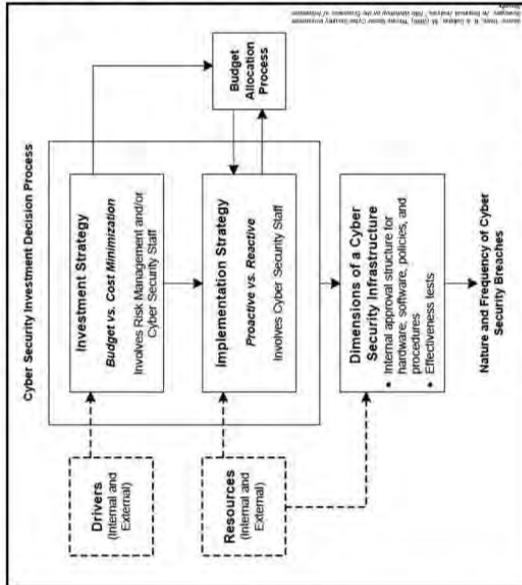 Cyber Security Investment Decision Process
Drivers
(Internal and
External)
Investment Strategy
Budget vs. Cost Minimization
Involves Risk Management and/or
Cyber Security Staff
Budget
Allocation
Process
Resources
(Internal and
External)
Implementation Strategy
Proactive vs. Reactive
Involves Cyber Security Staff
Dimensions of a Cyber
Security Infrastructure
• Internal approval structure for
hardware, software, policies, and
procedures
• Effectiveness tests
Nature and Frequency of Cyber
Security Breaches